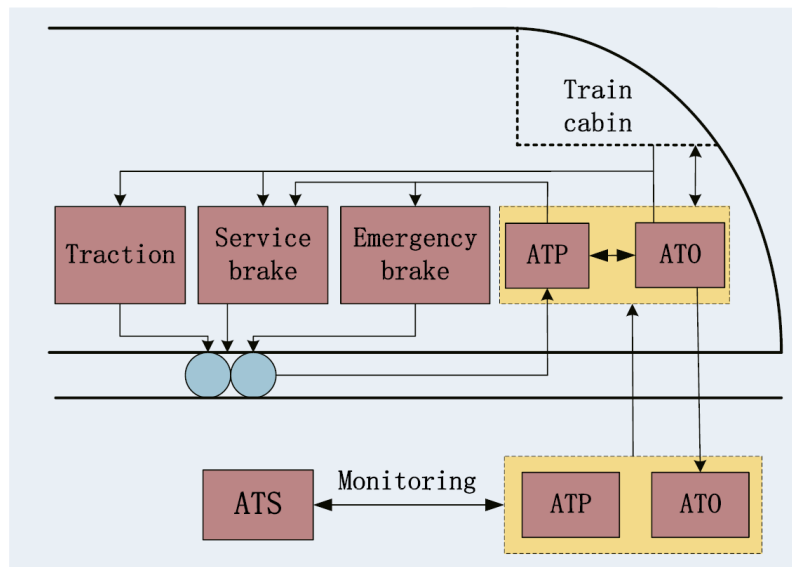 Train
cabin
Traction
Service
brake
Emergency
brake
ATP
ATO
ATS
Monitoring
ATP
ATO